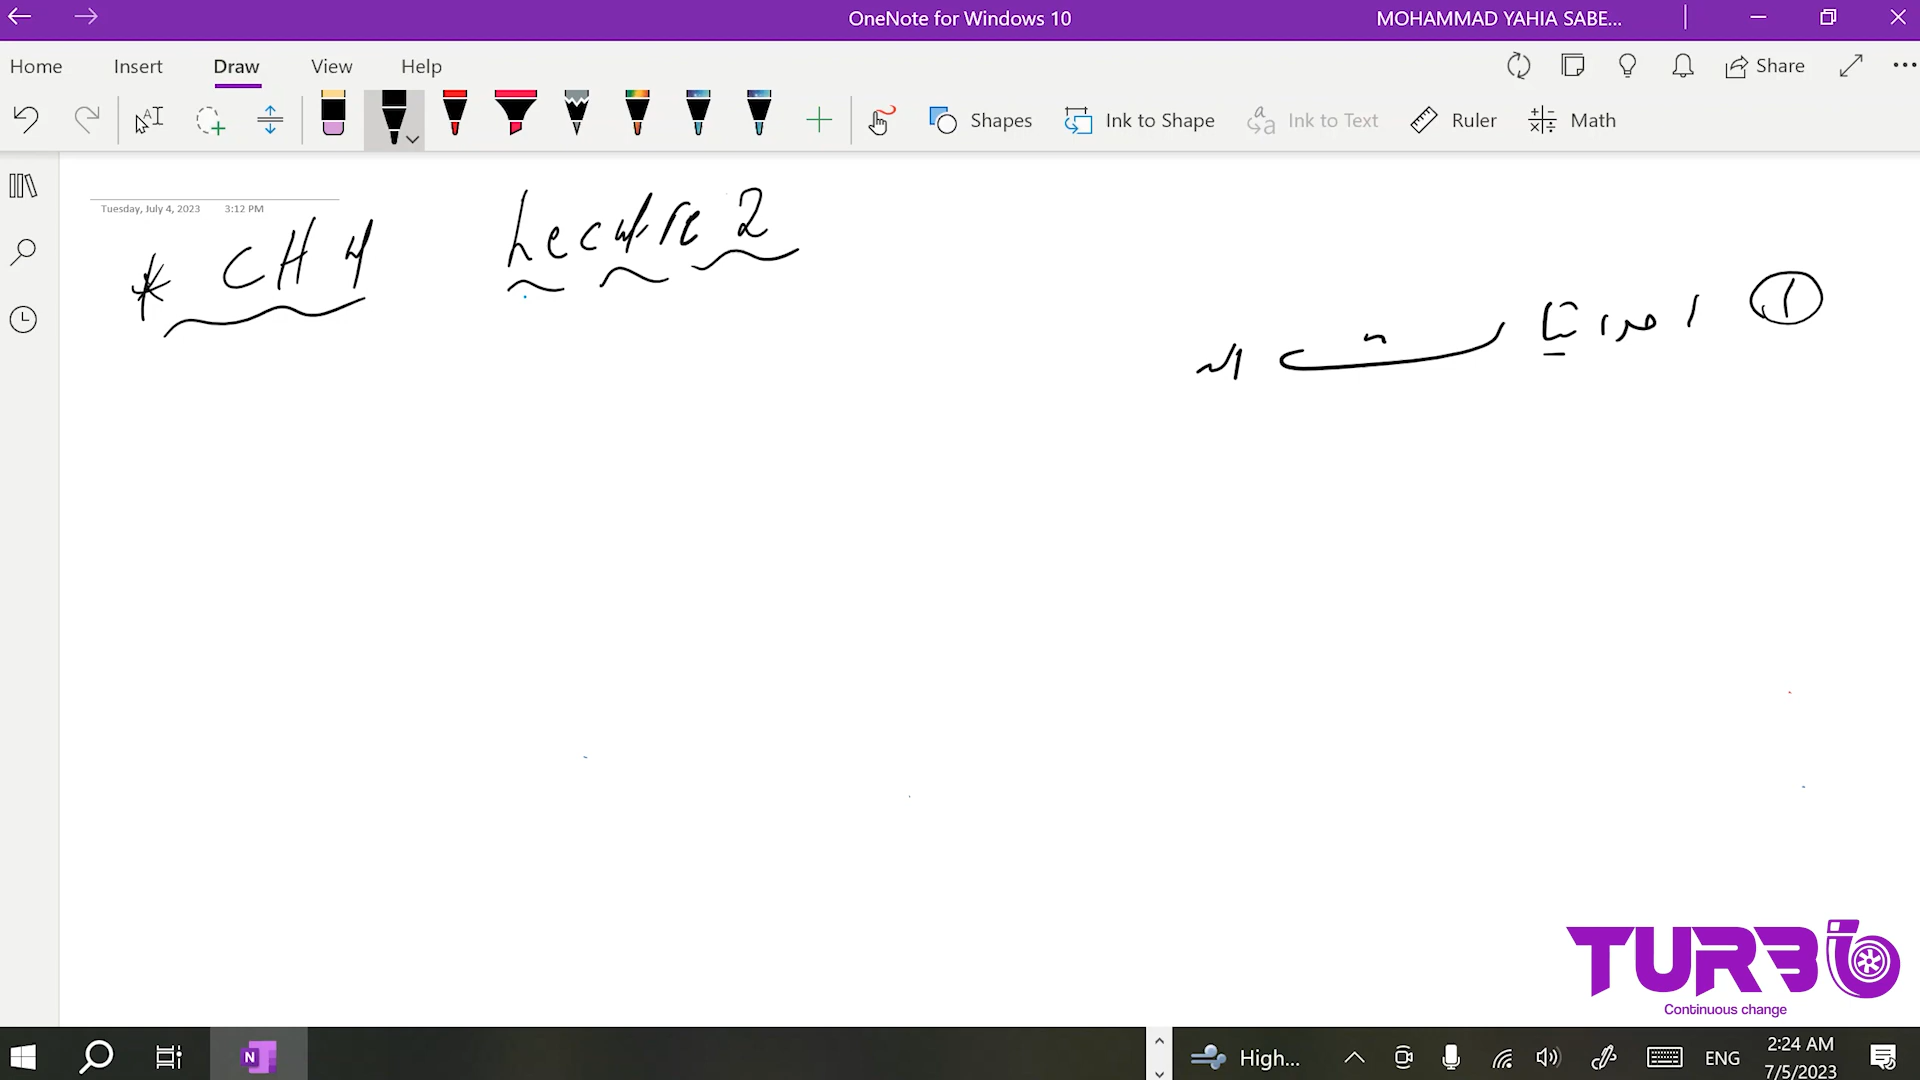 OneNote for Windows 10 MOHAMMAD YAHIA SABE...
Home Insert Draw View Help Share
Shapes Ink to Shape Ink to Text Ruler Math
Tuesday, July 4, 2023 3:12 PM
* CH 4 Lecture 2
①
TURBO
Continuous change
High... ENG 2:24 AM
7/5/2023